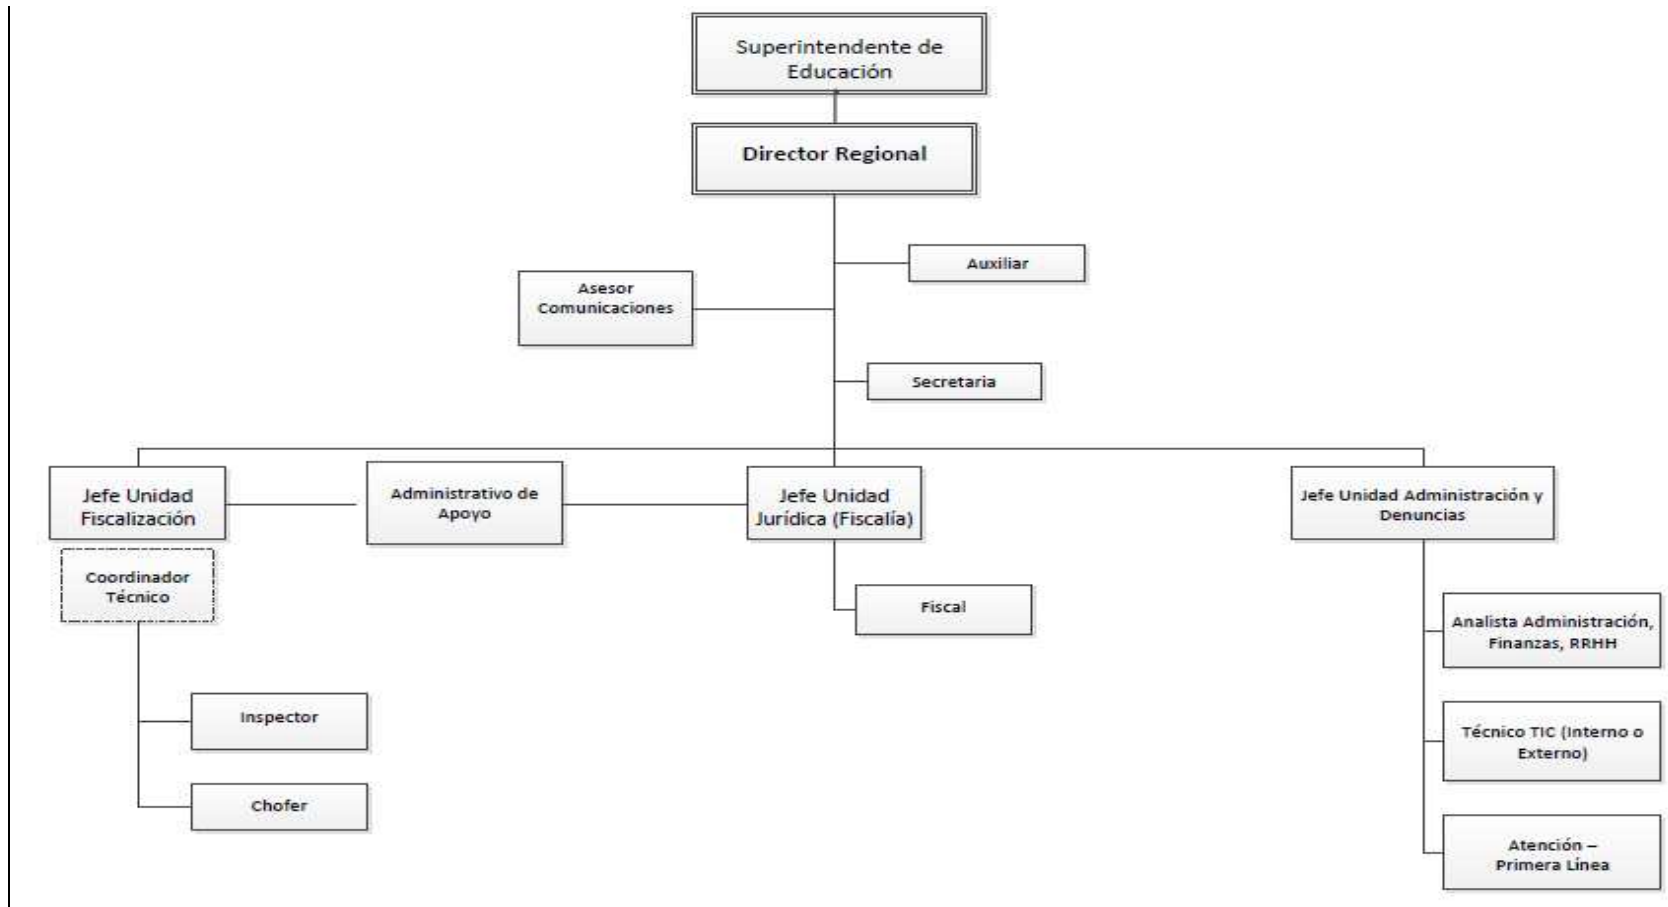 Superintendente de
Educación
Director Regional
Auxiliar
Asesor
Comunicaciones
Secretaria
Jefe Unidad
Fiscalización
Administrativo de
Apoyo
Jefe Unidad
Jurídica (Fiscalía)
Jefe Unidad Administración y
Denuncias
Coordinador
Técnico
Fiscal
Analista Administración,
Finanzas, RRHH
Inspector
Técnico TIC (Interno o
Externo)
Chofer
Atención –
Primera Línea